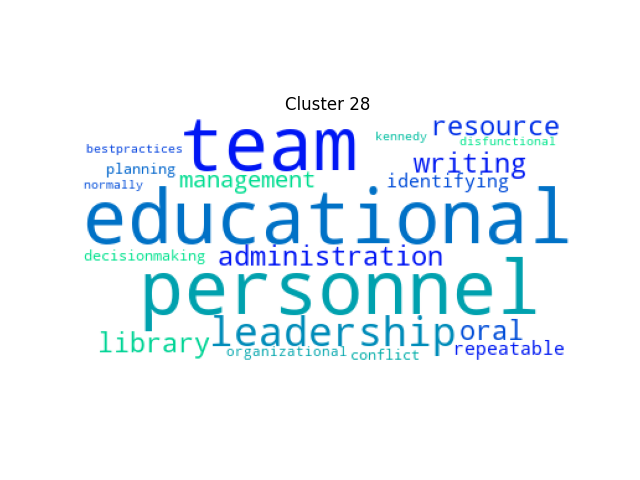 Cluster 28
team
resource
kennedy
disfunctional
bestpractices
writing
planning
management
identifying
normally
educational
decisionmaking
administration
personnel
leadership
oral
library
organizational
conflict
repeatable